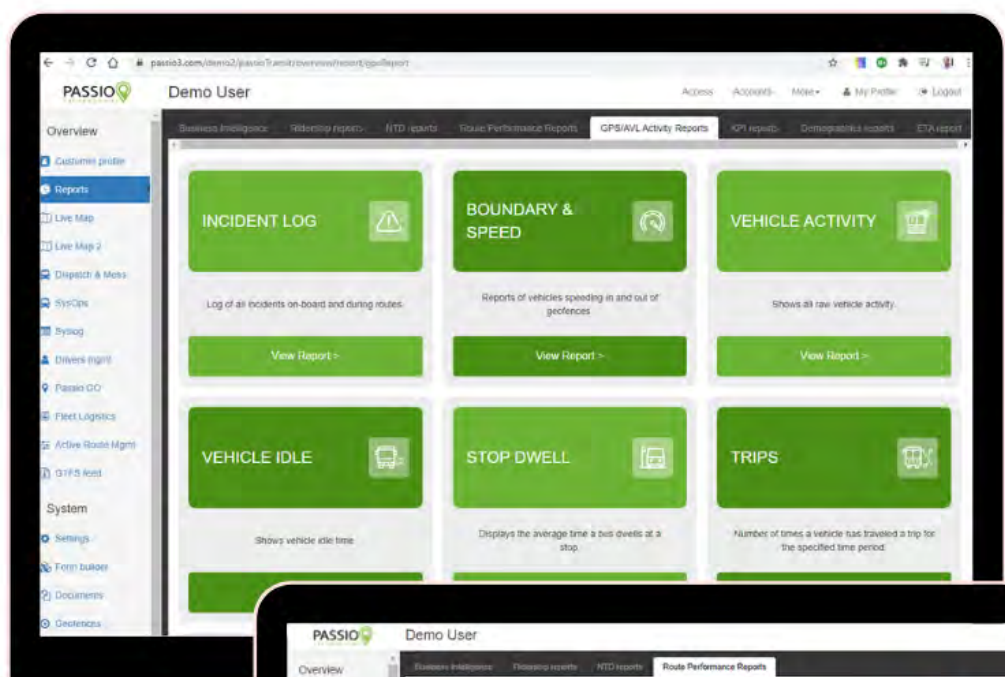 passio3.com/demo2/passioTransit/overview/report/gpsReport
PASSIO
Demo User
Access Accounts More My Profile Logout
Overview
Business Intelligence Ridership reports NTD reports Route Performance Reports GPS/AVL Activity Reports KPI reports Demographics reports ETA report
Customer profile
Reports
Live Map
Live Map 2
Dispatch & Mess
SysOps
Syslog
Drivers mgmt
Passio GO
Fleet Logistics
Active Route Mgmt
GTFS feed
System
Settings
Form builder
Documents
Geofences
INCIDENT LOG
Log of all incidents on-board and during routes.
View Report >
BOUNDARY &
SPEED
Reports of vehicles speeding in and out of
geofences
View Report >
VEHICLE ACTIVITY
Shows all raw vehicle activity.
View Report >
VEHICLE IDLE
Shows vehicle idle time
STOP DWELL
Displays the average time a bus dwells at a
stop.
TRIPS
Number of times a vehicle has traveled a trip for
the specified time period.
PASSIO
Demo User
Overview
Business Intelligence Ridership reports NTD reports Route Performance Reports